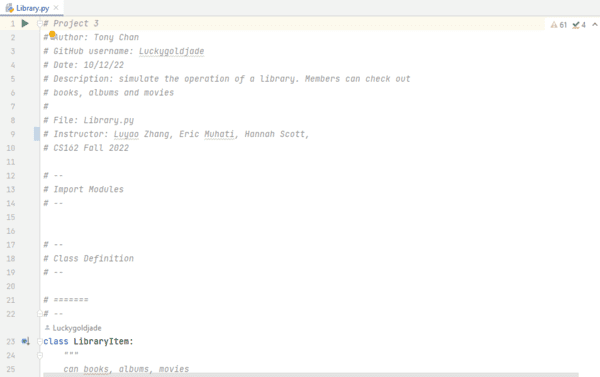 Library.py
61 4
1 # Project 3
2 # Author: Tony Chan
3 # GitHub username: Luckygoldjade
4 # Date: 10/12/22
5 # Description: simulate the operation of a library. Members can check out
6 # books, albums and movies
7 #
8 # File: Library.py
9 # Instructor: Luyao Zhang, Eric Muhati, Hannah Scott,
10 # CS162 Fall 2022
11
12 # --
13 # Import Modules
14 # --
15
16
17 # --
18 # Class Definition
19 # --
20
21 # =======
22 # --
Luckygoldjade
23 class LibraryItem:
24 """
25 can books, albums, movies